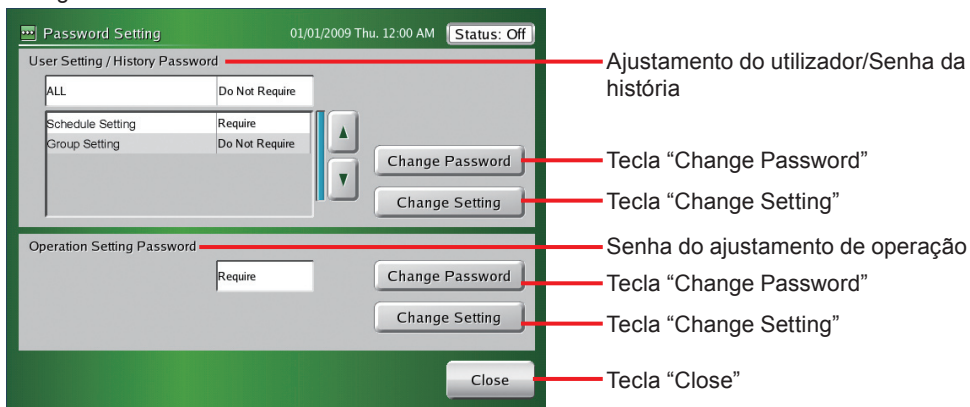 Password Setting
01/01/2009 Thu. 12:00 AM
Status: Off
User Setting / History Password
Ajustamento do utilizador/Senha da
história
ALL
Do Not Require
Schedule Setting
Require
Group Setting
Do Not Require
Change Password
Tecla “Change Password”
Change Setting
Tecla “Change Setting”
Operation Setting Password
Senha do ajustamento de operação
Require
Change Password
Tecla “Change Password”
Change Setting
Tecla “Change Setting”
Close
Tecla “Close”